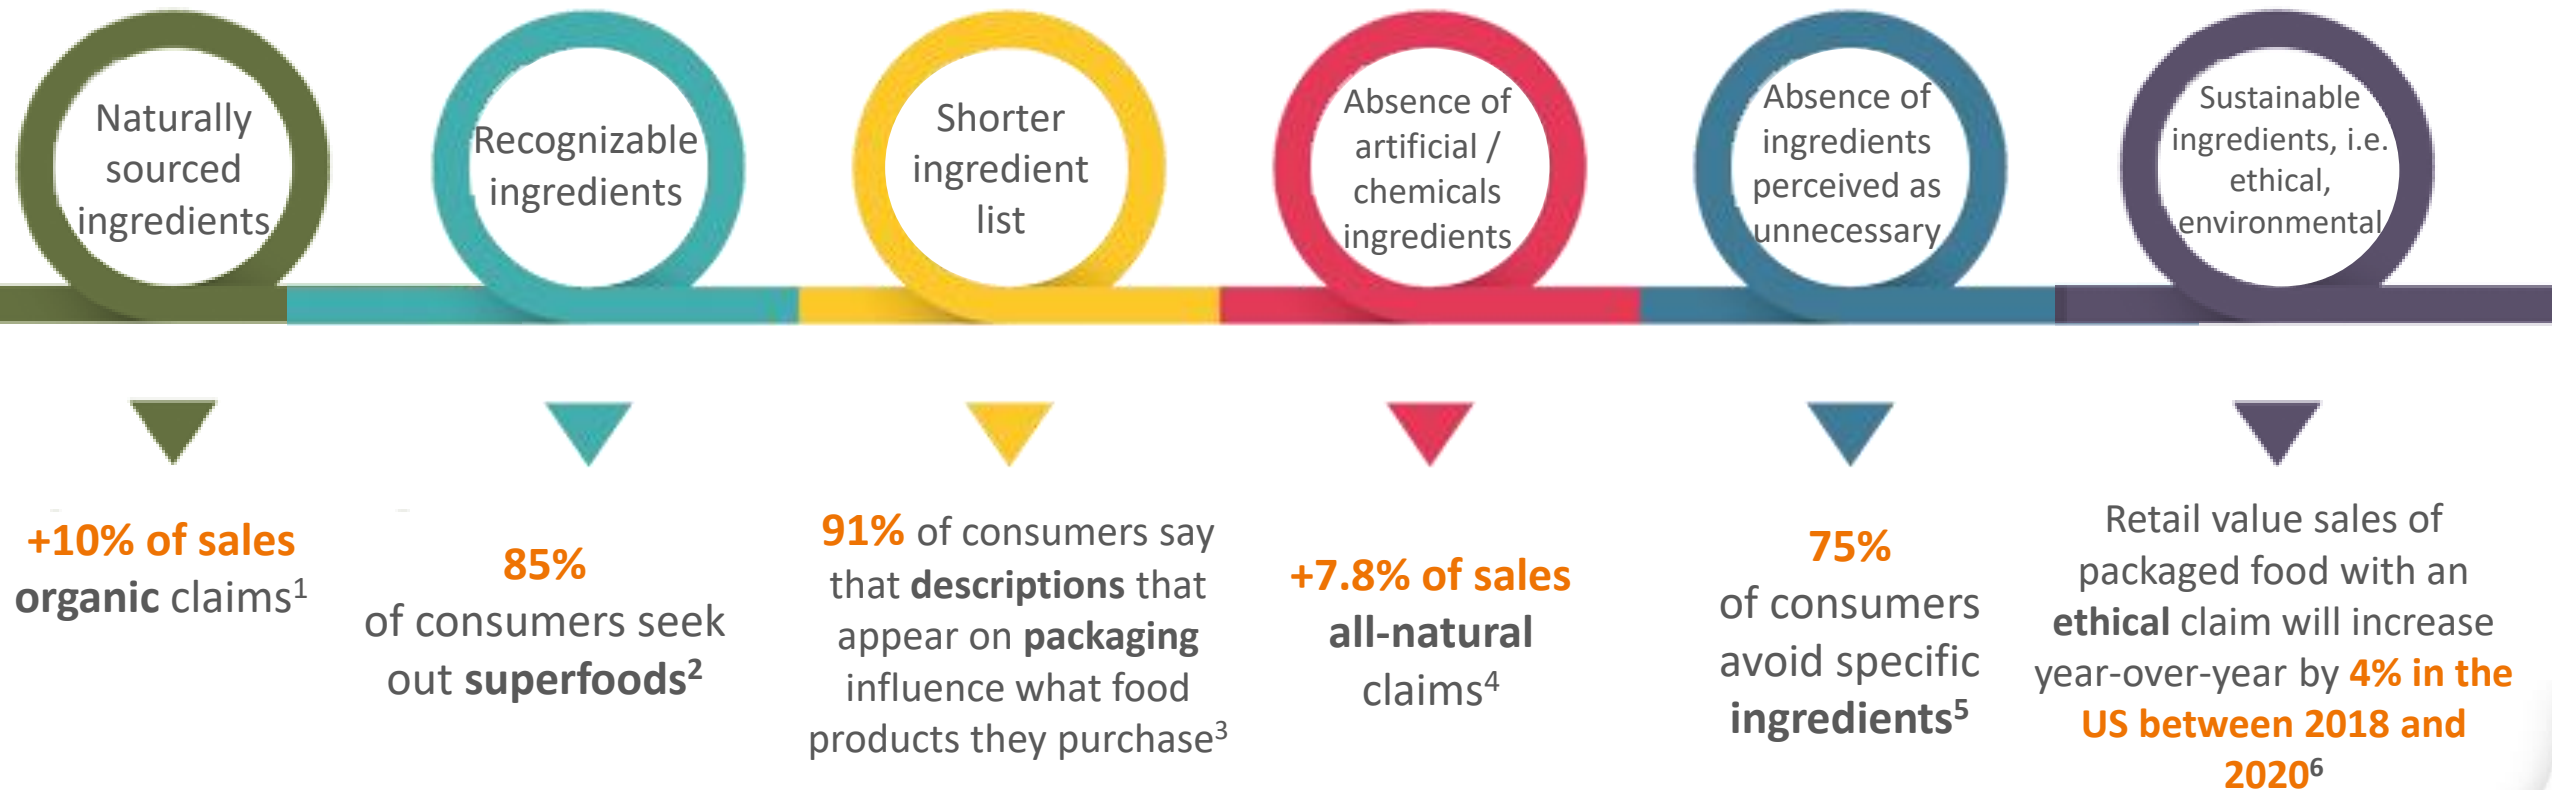 Naturally
sourced
ingredients
Recognizable
ingredients
Shorter
ingredient
list
Absence of
artificial /
chemicals
ingredients
Absence of
ingredients
perceived as
unnecessary
Sustainable
ingredients, i.e.
ethical,
environmental
+10% of sales
organic claims¹
85%
of consumers seek
out superfoods²
91% of consumers say
that descriptions that
appear on packaging
influence what food
products they purchase³
+7.8% of sales
all-natural
claims⁴
75%
of consumers
avoid specific
ingredients⁵
Retail value sales of
packaged food with an
ethical claim will increase
year-over-year by 4% in the
US between 2018 and
2020⁶